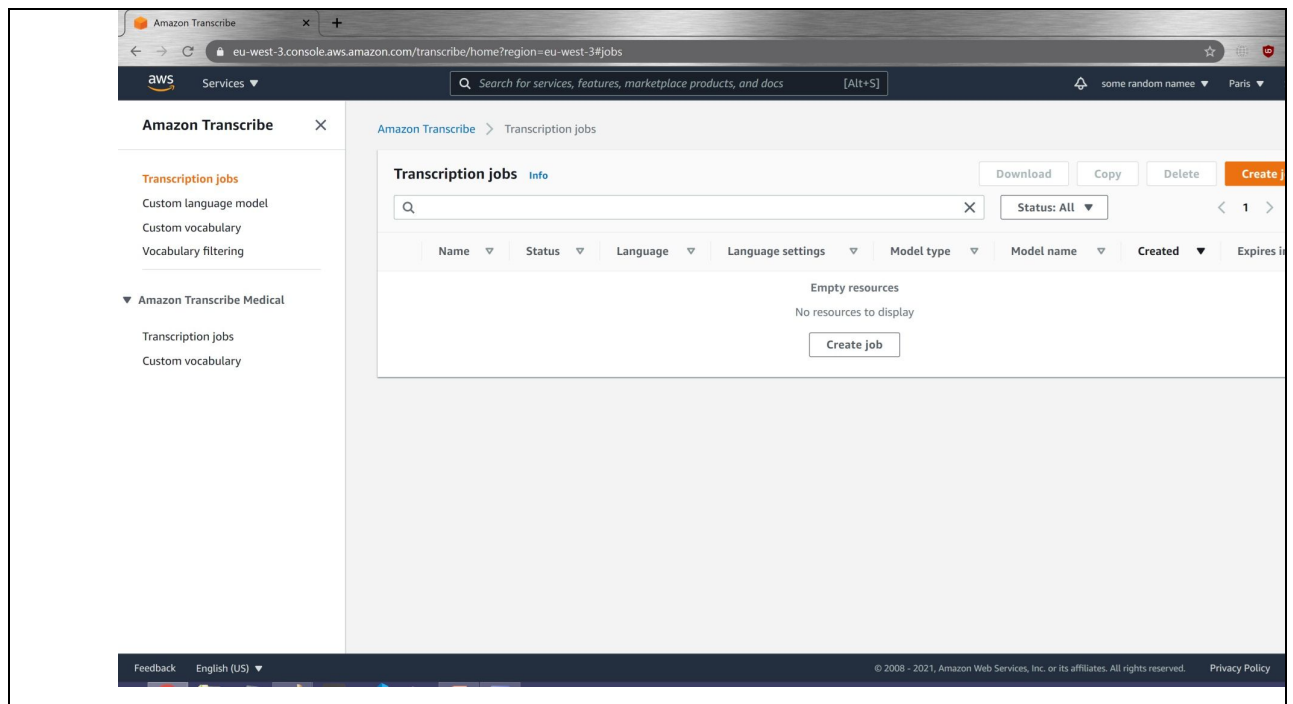 Amazon Transcribe × +
eu-west-3.console.aws.amazon.com/transcribe/home?region=eu-west-3#jobs
aws Services ▼ Search for services, features, marketplace products, and docs [Alt+S] some random namee ▼ Paris ▼
Amazon Transcribe ×
Amazon Transcribe > Transcription jobs
Transcription jobs
Custom language model
Custom vocabulary
Vocabulary filtering
▼ Amazon Transcribe Medical
Transcription jobs
Custom vocabulary
Transcription jobs Info Download Copy Delete Create j
× Status: All ▼ < 1 >
Name Status Language Language settings Model type Model name Created ▼ Expires i
Empty resources
No resources to display
Create job
Feedback English (US) ▼ © 2008 - 2021, Amazon Web Services, Inc. or its affiliates. All rights reserved. Privacy Policy